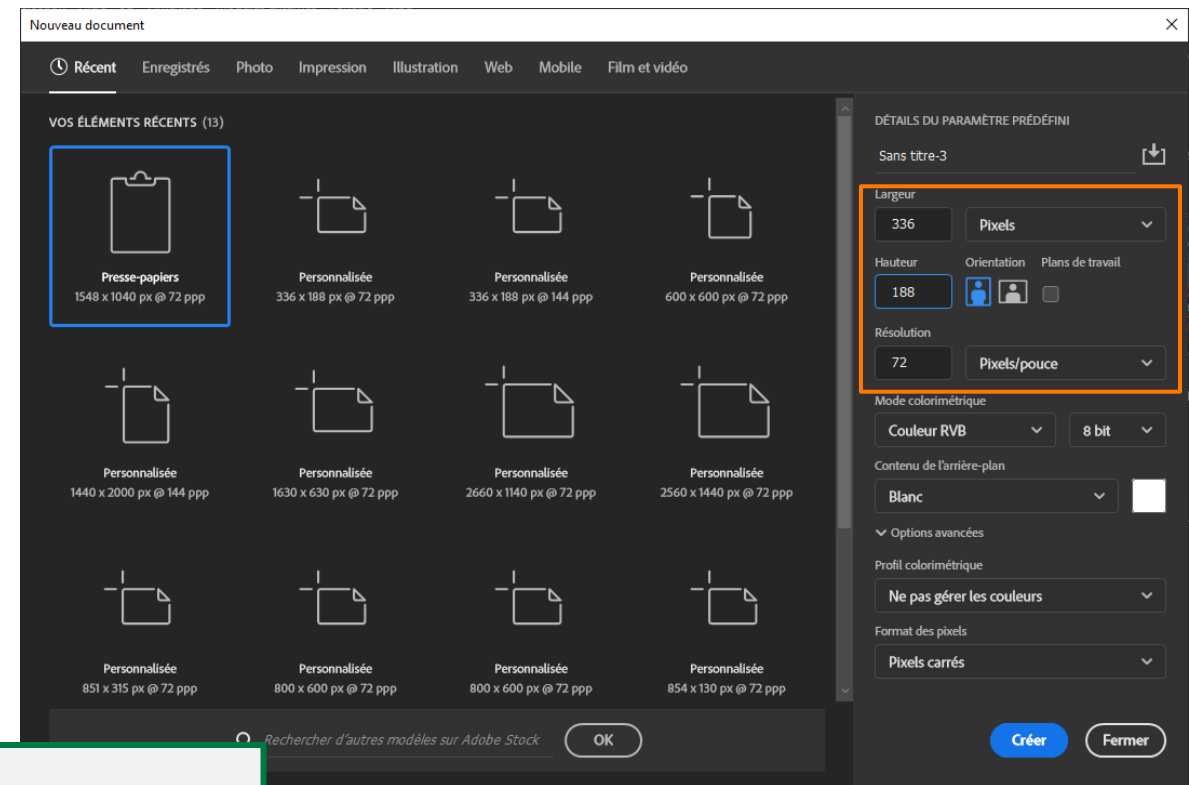 Nouveau document
Récent Enregistrés Photo Impression Illustration Web Mobile Film et vidéo
VOS ÉLÉMENTS RÉCENTS (13)
Presse-papiers
1548 x 1040 px @ 72 ppp
Personnalisée
336 x 188 px @ 72 ppp
Personnalisée
336 x 188 px @ 144 ppp
Personnalisée
600 x 600 px @ 72 ppp
Personnalisée
1440 x 2000 px @ 144 ppp
Personnalisée
1630 x 630 px @ 72 ppp
Personnalisée
2660 x 1140 px @ 72 ppp
Personnalisée
2560 x 1440 px @ 72 ppp
Personnalisée
851 x 315 px @ 72 ppp
Personnalisée
800 x 600 px @ 72 ppp
Personnalisée
800 x 600 px @ 72 ppp
Personnalisée
854 x 130 px @ 72 ppp
Rechercher d'autres modèles sur Adobe Stock
OK
DÉTAILS DU PARAMÈTRE PRÉDÉFINI
Sans titre-3
Largeur
336 Pixels
Hauteur Orientation Plans de travail
188
Résolution
72 Pixels/pouce
Mode colorimétrique
Couleur RVB 8 bit
Contenu de l'arrière-plan
Blanc
Options avancées
Profil colorimétrique
Ne pas gérer les couleurs
Format des pixels
Pixels carrés
Créer Fermer